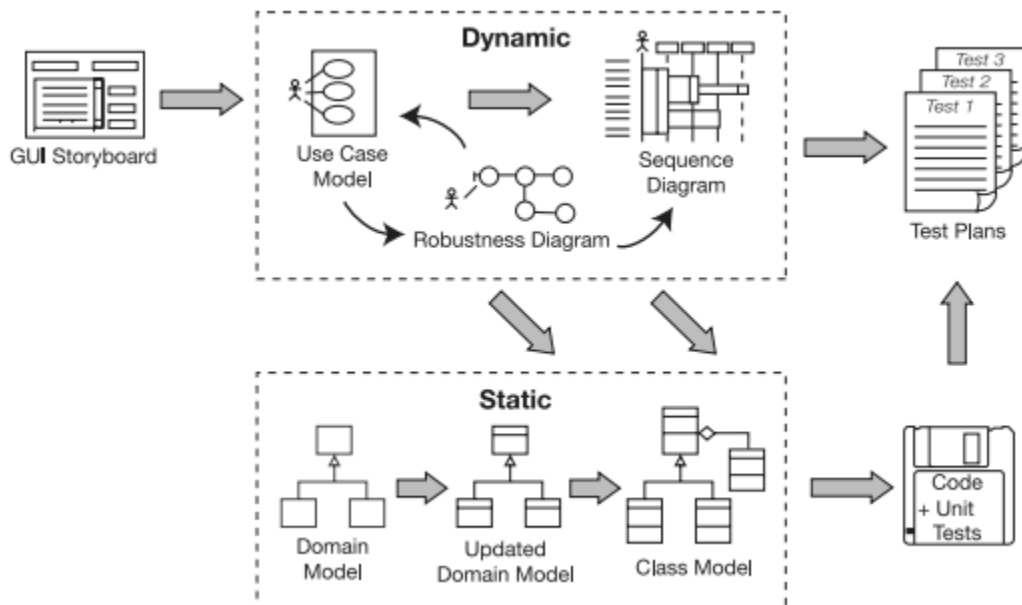 Dynamic
Test 3
Test 2
Test 1
GUI Storyboard
Use Case
Model
Sequence
Diagram
Robustness Diagram
Test Plans
Static
Code
+ Unit
Tests
Domain
Model
Updated
Domain Model
Class Model